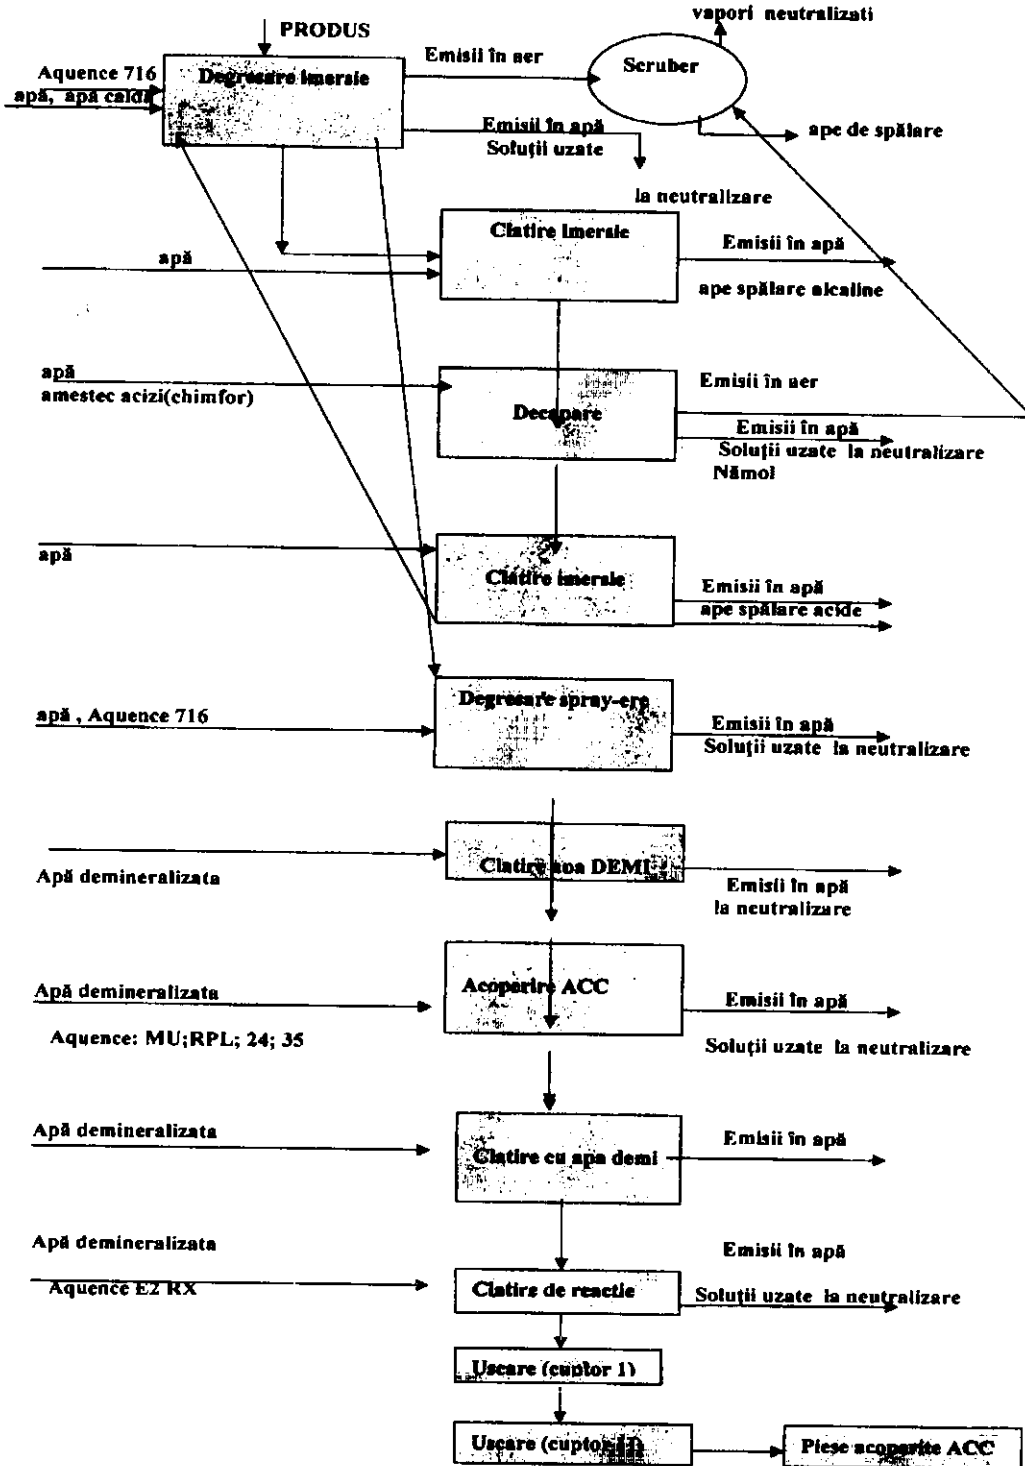 vapori neutralizati
PRODUS
Emisii în aer
Scruber
Aquence 716
Degresare imersie
apă, apă caldă
Emisii în apă
Soluții uzate
ape de spălare
la neutralizare
Clatire imersie
Emisii în apă
apă
ape spălare alcaline
apă
amestec acizi(chimfor)
Emisii în aer
Decapare
Emisii în apă
Soluții uzate la neutralizare
Nămol
apă
Clatire imersie
Emisii în apă
ape spălare acide
Degresare spray-ere
apă , Aquence 716
Emisii în apă
Soluții uzate la neutralizare
Clatire apa DEMI
Apă demineralizata
Emisii în apă
la neutralizare
Acoperire ACC
Apă demineralizata
Emisii în apă
Aquence: MU;RPL; 24; 35
Soluții uzate la neutralizare
Apă demineralizata
Emisii în apă
Clatire cu apa demi
Apă demineralizata
Emisii în apă
Aquence E2 RX
Clatire de reactie
Soluții uzate la neutralizare
Uscare (cuptor 1)
Uscare (cuptor II)
Piese acoperite ACC